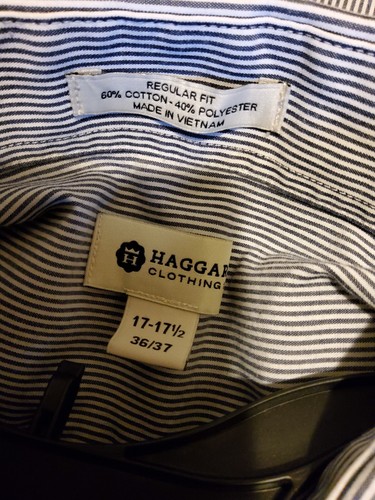 REGULAR FIT
60% COTTON - 40% POLYESTER
MADE IN VIETNAM
H
HAGGAR
CLOTHING
17-17½
36/37